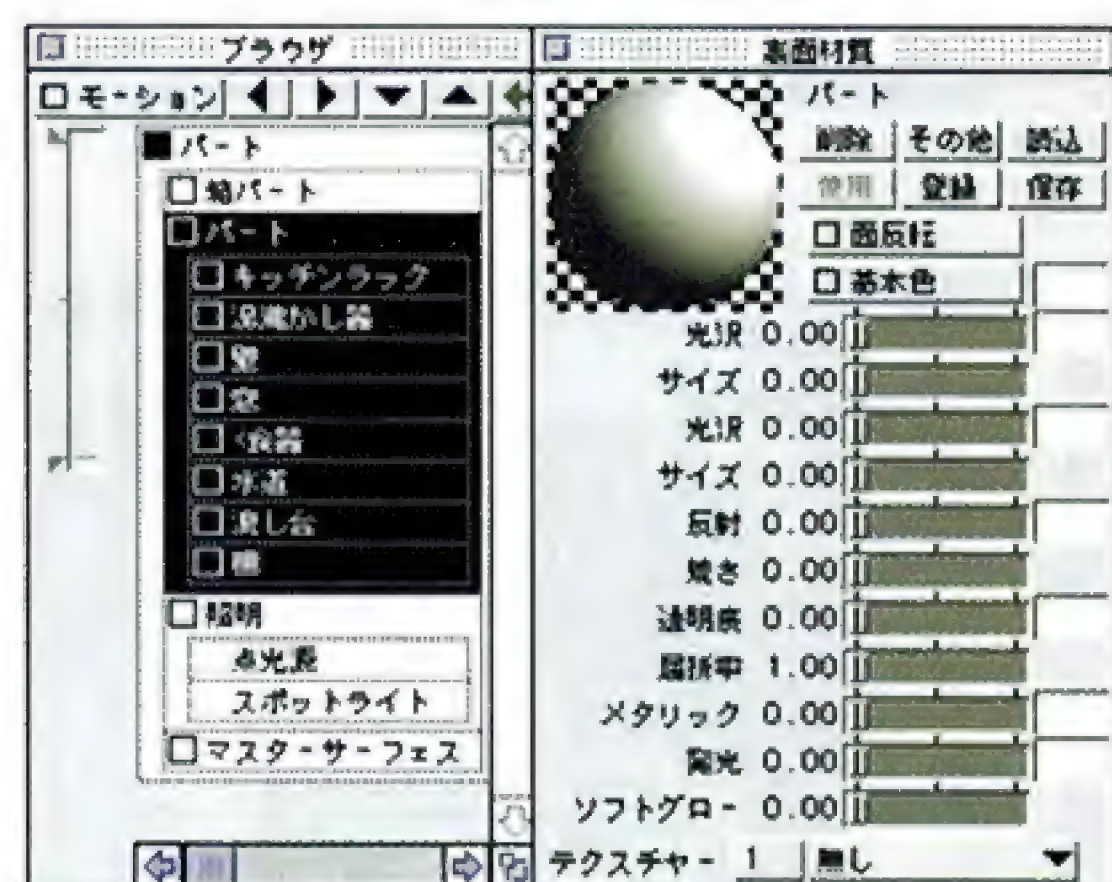 ブラウザ
モーション
パート
パート
パート
キッチンラック
湯沸かし器
壁
窓
食器
水道
流し台
棚
照明
点光源
スポットライト
マスターサーフェス
表面材質
パート
削除 その他 読込
使用 登録 保存
面反転
基本色
光沢 0.00
サイズ 0.00
光沢 0.00
サイズ 0.00
反射 0.00
0.00
透明度 0.00
屈折率 1.00
メタリック 0.00
発光 0.00
ソフトグロー 0.00
テクスチャー 1 無し